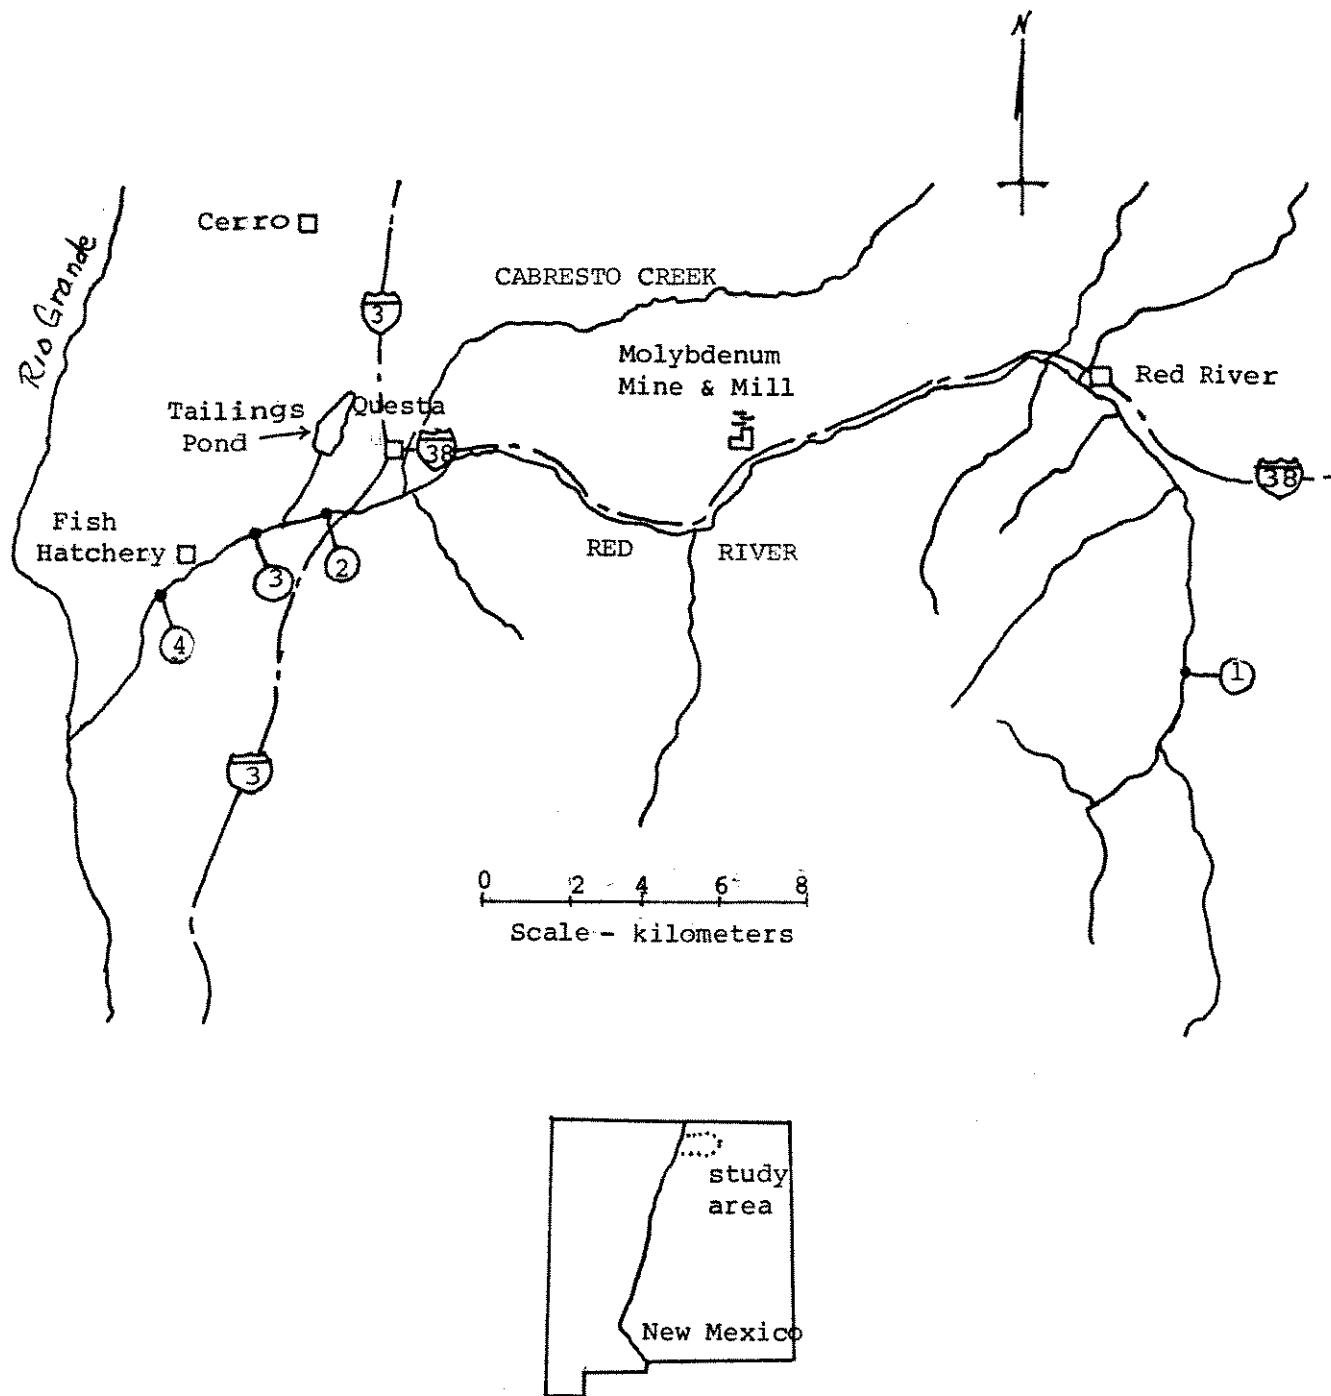 N
Cerro
Rio Grande
CABRESTO CREEK
3
Molybdenum
Mine & Mill
Red River
Tailings
Pond
Questa
38
38
Fish
Hatchery
RED RIVER
3
2
4
1
3
0 2 4 6 8
Scale - kilometers
study
area
New Mexico